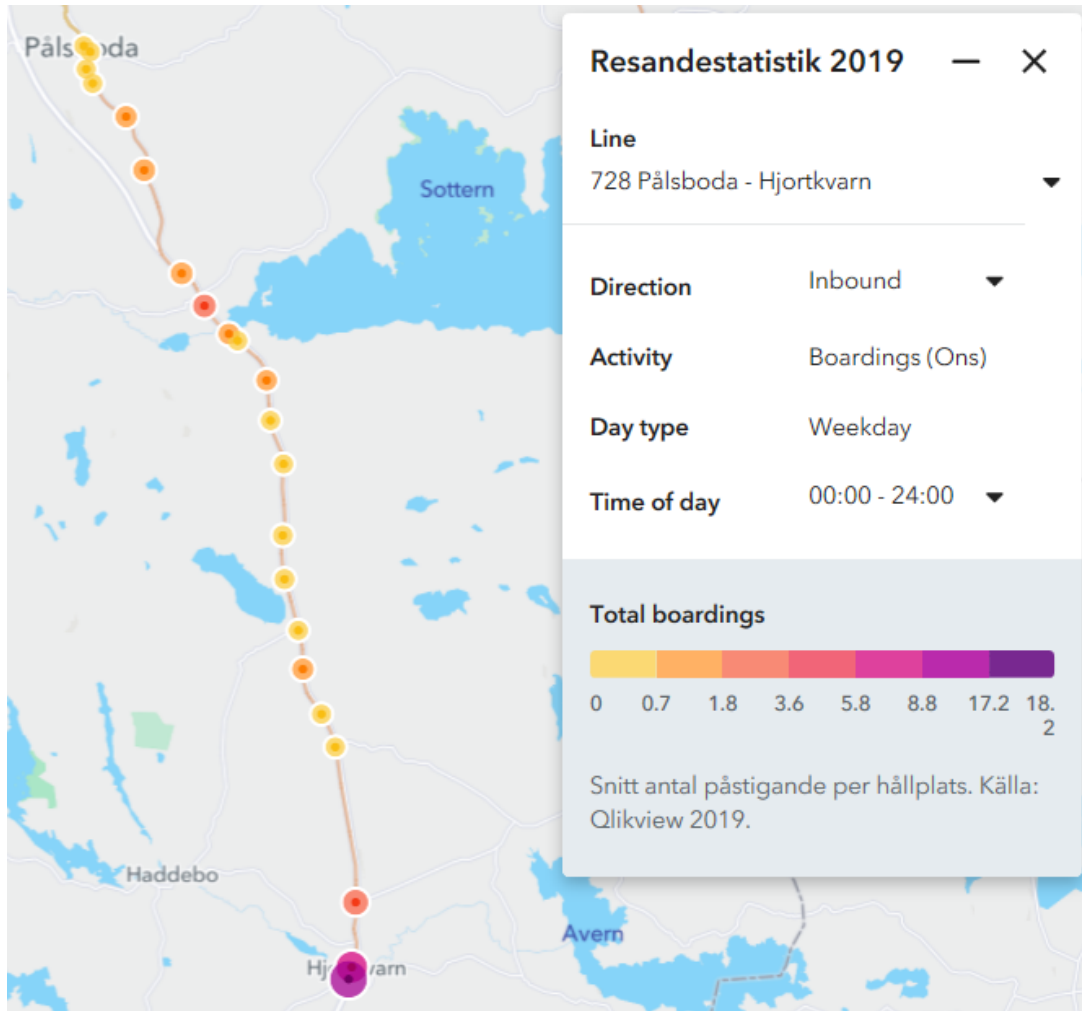 Pålsboda
Sottern
Haddebo
Avern
Hjortkvarn
Resandestatistik 2019
Line
728 Pålsboda - Hjortkvarn
Direction
Inbound
Activity
Boardings (Ons)
Day type
Weekday
Time of day
00:00 - 24:00
Total boardings
0 0.7 1.8 3.6 5.8 8.8 17.2 18.
2
Snitt antal påstigande per hållplats. Källa:
Qlikview 2019.